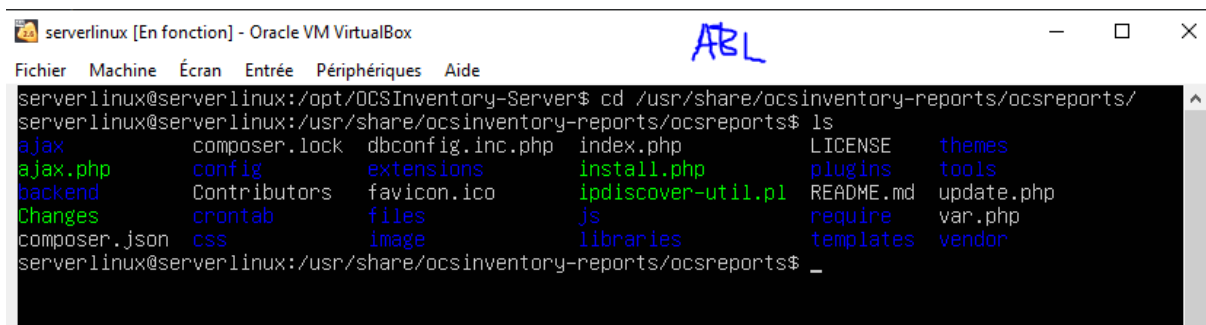 serverlinux [En fonction] - Oracle VM VirtualBox
ABL
Fichier Machine Écran Entrée Périphériques Aide
serverlinux@serverlinux:/opt/OCSInventory-Server$ cd /usr/share/ocsinventory-reports/ocsreports/
serverlinux@serverlinux:/usr/share/ocsinventory-reports/ocsreports$ ls
ajax composer.lock dbconfig.inc.php index.php LICENSE themes
ajax.php config extensions install.php plugins tools
backend Contributors favicon.ico ipdiscover-util.pl README.md update.php
Changes crontab files js require var.php
composer.json css image libraries templates vendor
serverlinux@serverlinux:/usr/share/ocsinventory-reports/ocsreports$ _